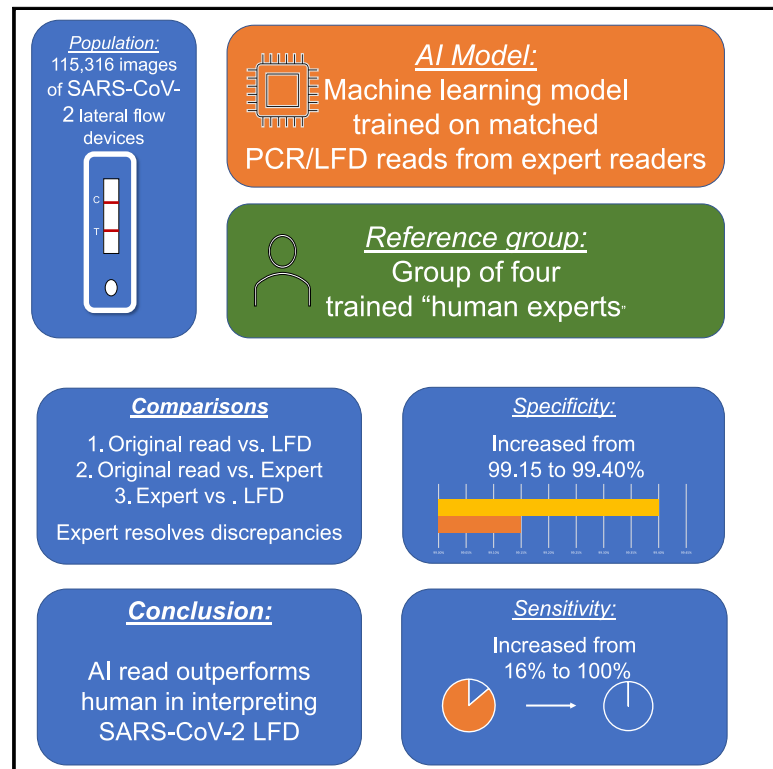 Population:
115,316 images
of SARS-CoV-
2 lateral flow
devices
C
T
AI Model:
Machine learning model
trained on matched
PCR/LFD reads from expert readers
Reference group:
Group of four
trained “human experts”
Comparisons
1. Original read vs. LFD
2. Original read vs. Expert
3. Expert vs . LFD
Expert resolves discrepancies
Specificity:
Increased from
99.15 to 99.40%
Conclusion:
AI read outperforms
human in interpreting
SARS-CoV-2 LFD
Sensitivity:
Increased from
16% to 100%